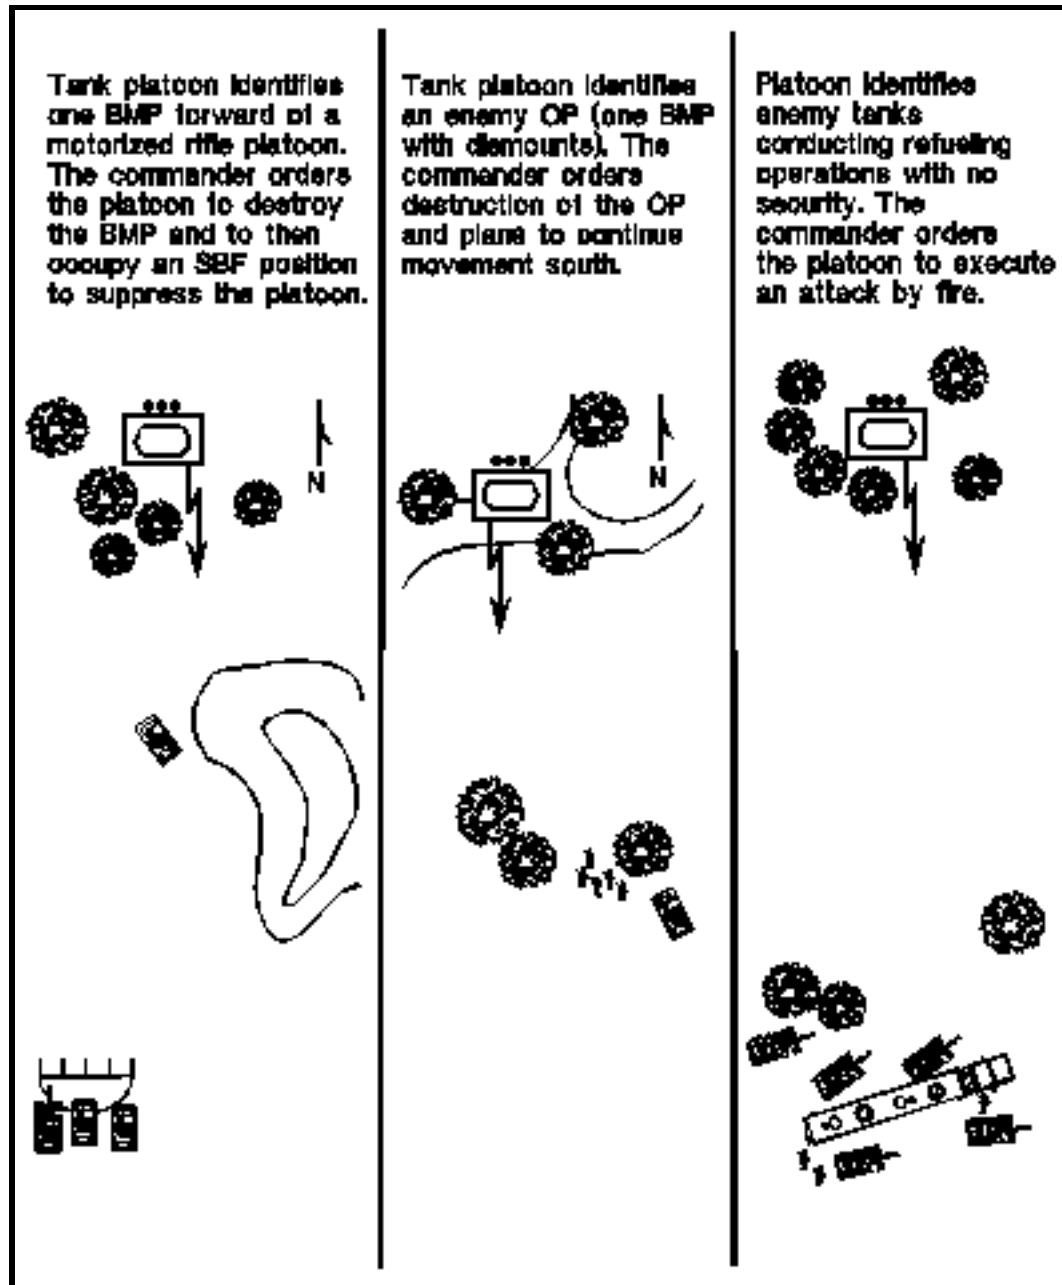 Tank platoon identifies
one BMP forward of a
motorized rifle platoon.
The commander orders
the platoon to destroy
the BMP and to then
occupy an SBF position
to suppress the platoon.
Tank platoon identifies
an enemy OP (one BMP
with dismounts). The
commander orders
destruction of the OP
and plans to continue
movement south.
Platoon identifies
enemy tanks
conducting refueling
operations with no
security. The
commander orders
the platoon to execute
an attack by fire.
N
N